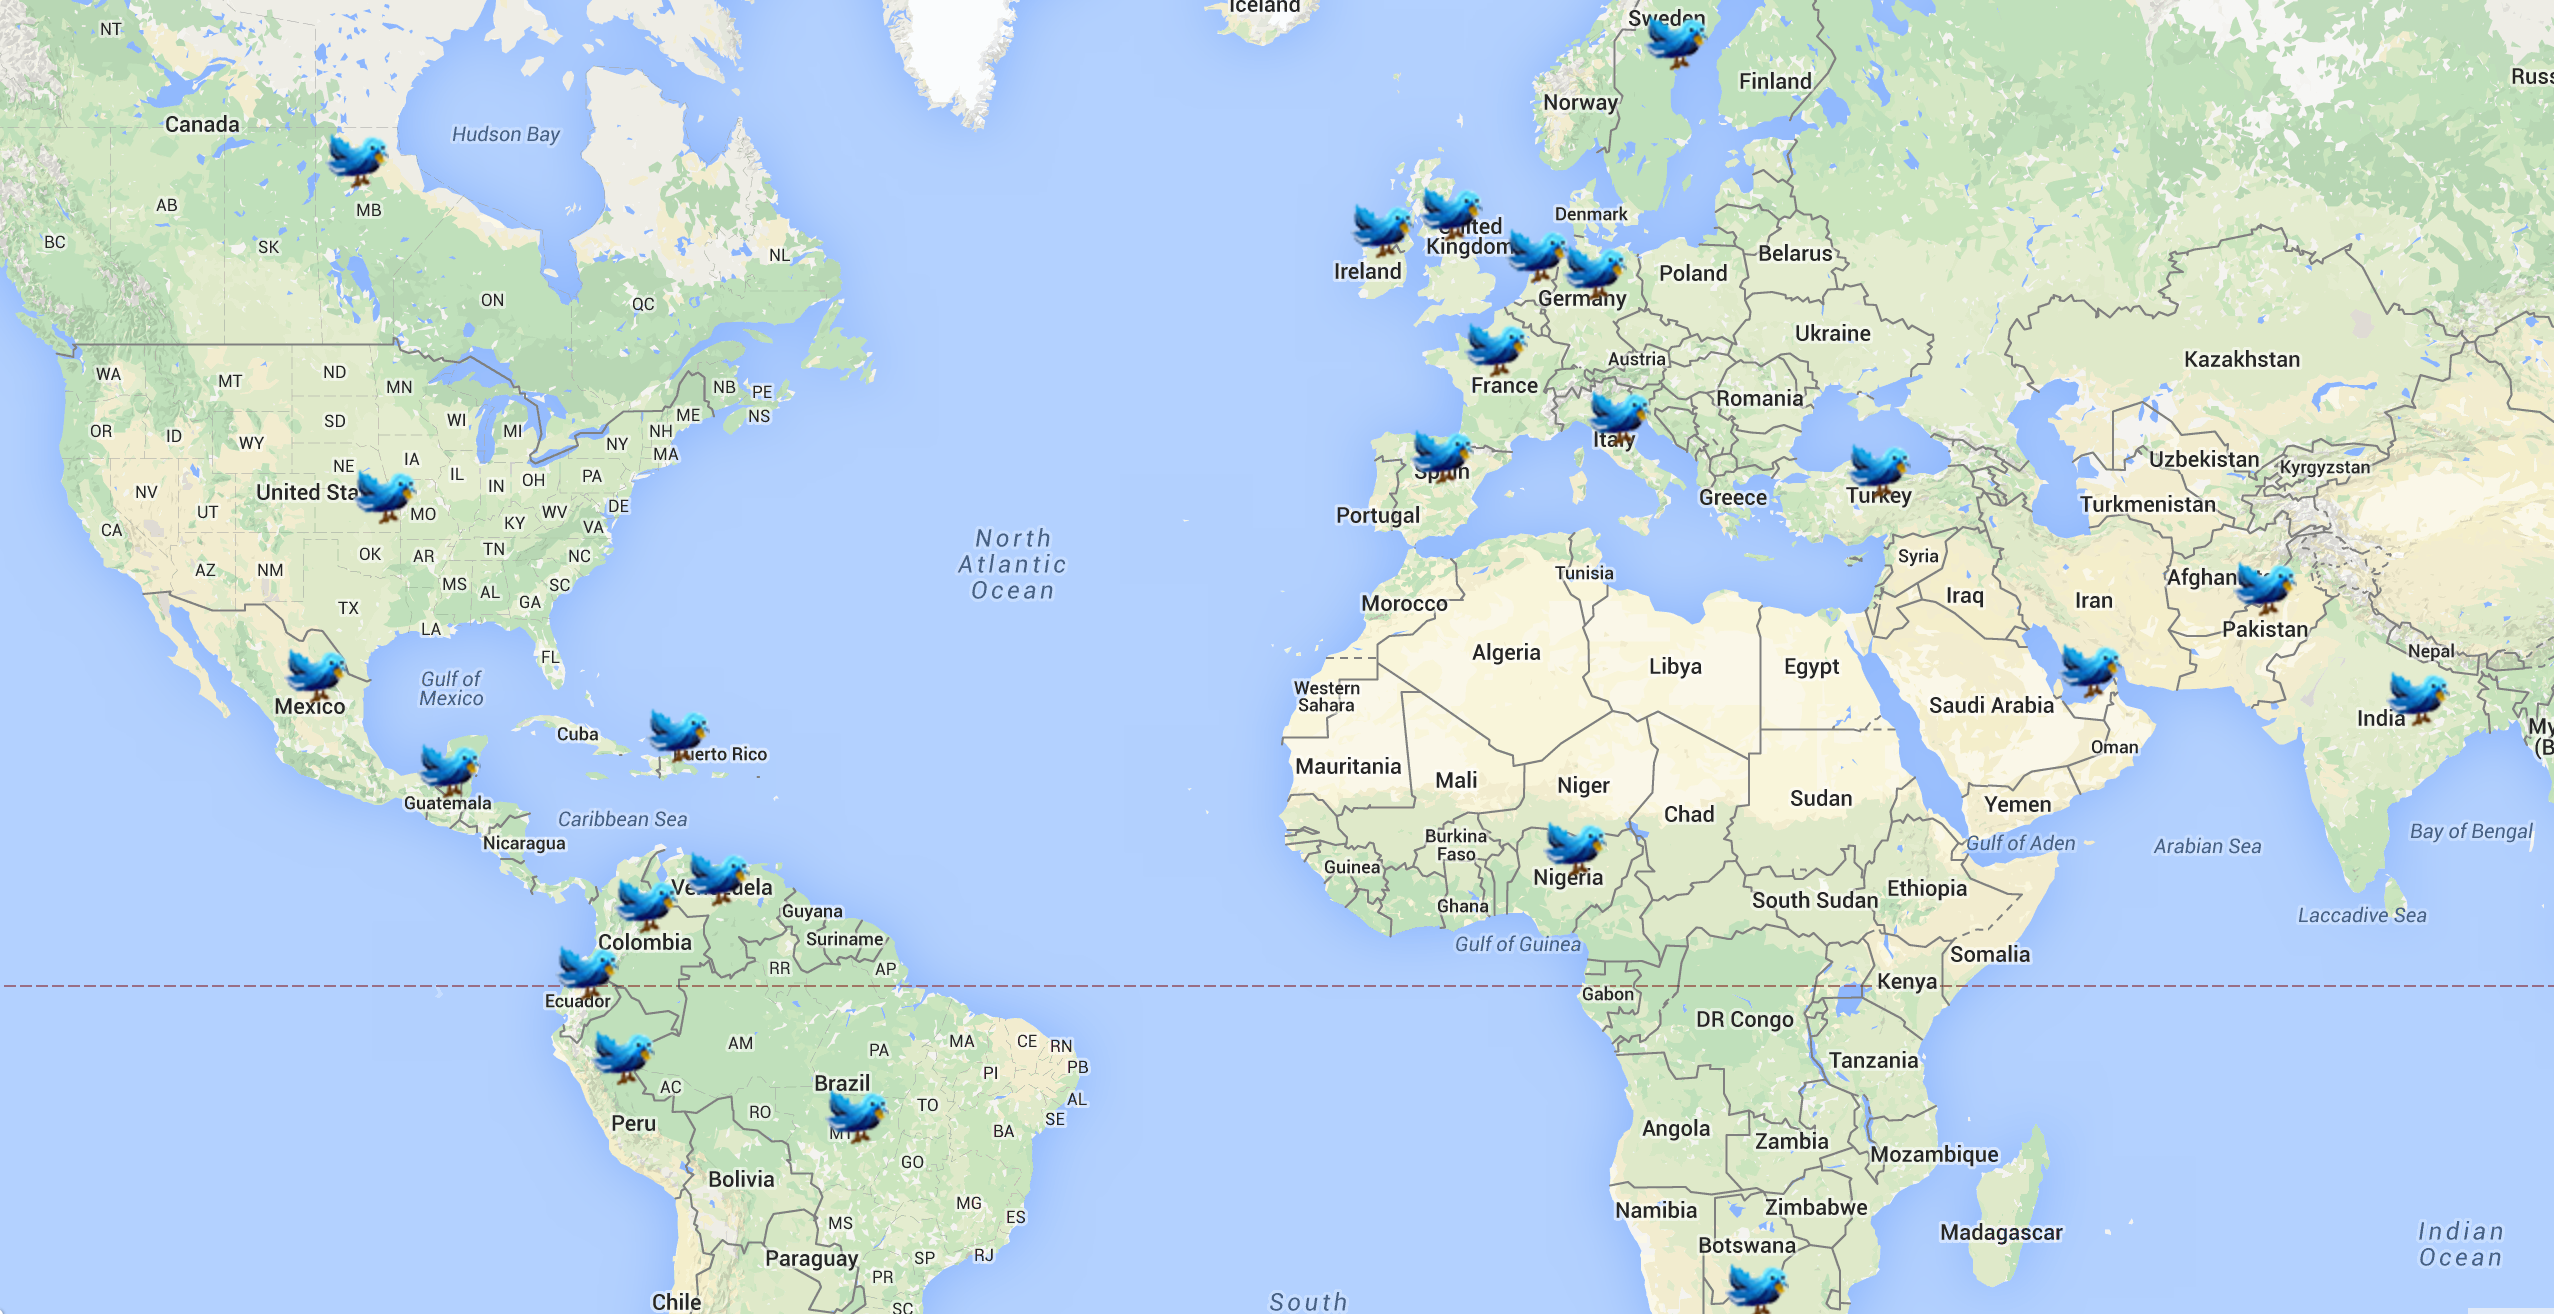 Iceland
Sweden
NT
Finland
Russ
Norway
Canada
Hudson Bay
AB
MB
Denmark
United
Kingdom
BC
SK
NL
Belarus
Ireland
Poland
Germany
ON
QC
Ukraine
Austria
Kazakhstan
WA
MT
ND
MN
NB
PE
France
Romania
SD
WI
ME
NS
OR
ID
WY
MI
NY
NH
Italy
MA
NE
IA
IL
IN
OH
PA
Spain
Uzbekistan
Kyrgyzstan
NV
United Sta
MO
DE
Greece
Turkey
Turkmenistan
UT
KY
WV
VA
Portugal
CA
North
Atlantic
Ocean
OK
AR
TN
NC
Syria
AZ
NM
MS
AL
SC
Tunisia
Afghan
TX
GA
Morocco
Iraq
Iran
LA
Pakistan
FL
Algeria
Libya
Egypt
Nepal
Gulf of
Mexico
Western
Sahara
Mexico
Saudi Arabia
India
Cuba
My
(B
Puerto Rico
Oman
Mauritania
Mali
Niger
Guatemala
Chad
Sudan
Yemen
Caribbean Sea
Nicaragua
Burkina
Faso
Gulf of Aden
Arabian Sea
Bay of Bengal
Guinea
Nigeria
Venezuela
Ethiopia
Guyana
Ghana
South Sudan
Laccadive Sea
Colombia
Suriname
Gulf of Guinea
Somalia
RR
AP
Kenya
Ecuador
Gabon
DR Congo
AM
PA
MA
CE
RN
Tanzania
PB
PI
Brazil
AC
AL
RO
TO
SE
Peru
MT
BA
Angola
Zambia
Mozambique
GO
Bolivia
MG
Namibia
Zimbabwe
MS
ES
Madagascar
Indian
Ocean
Botswana
Paraguay
SP
RJ
PR
Chile
SC
South